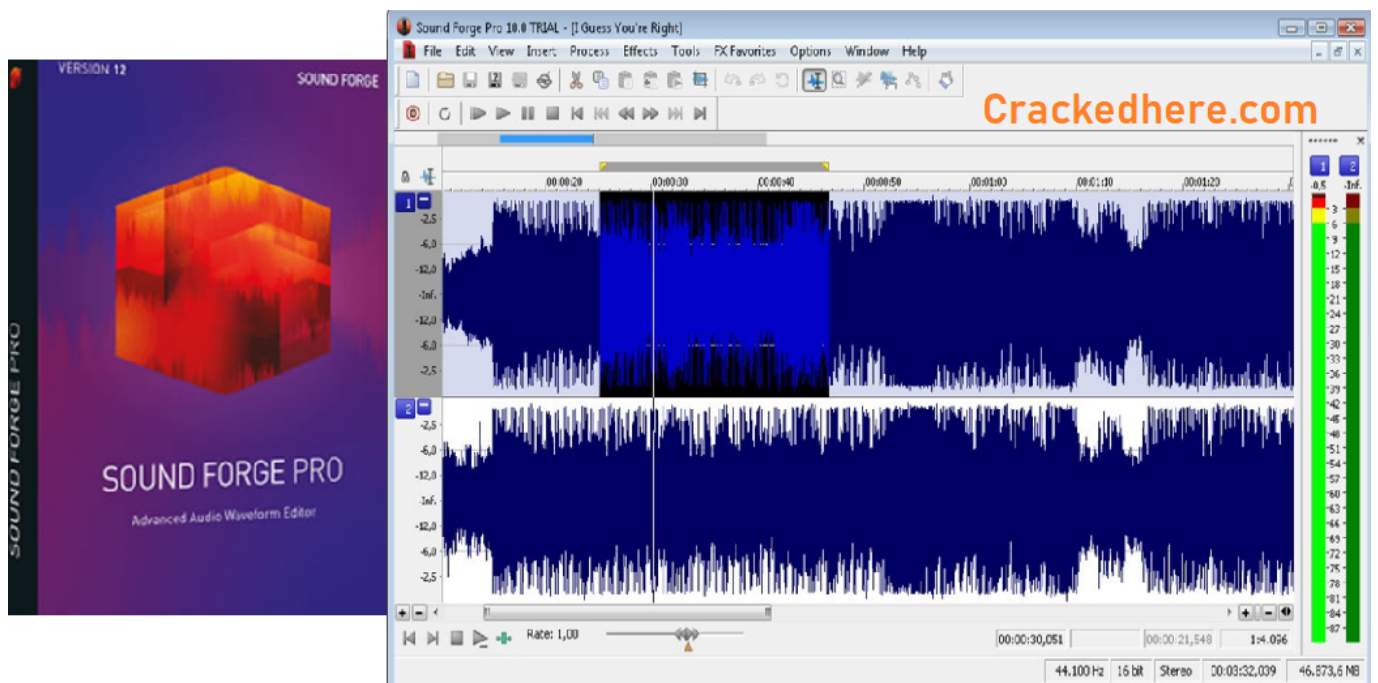 VERSION 12
SOUND FORGE
SOUND FORGE PRO
SOUND FORGE PRO
Advanced Audio Waveform Editor
Sound Forge Pro 10.0 TRIAL - [I Guess You're Right]
File Edit View Insert Process Effects Tools FX Favorites Options Window Help
Crackedhere.com
1 2
-0,5 -Inf.
00:00:20 00:00:30 00:00:40 00:00:50 00:01:00 00:01:10 00:01:20
1
-2,5
-6,0
-12,0
-Inf.
-12,0
-6,0
-2,5
2
-2,5
-6,0
-12,0
-Inf.
-12,0
-6,0
-2,5
-3
-6
-9
-12
-15
-18
-21
-24
-27
-30
-33
-36
-39
-42
-45
-48
-51
-54
-57
-60
-63
-66
-69
-72
-75
-78
-81
-84
-87
Rate: 1,00
00:00:30,051 00:00:21,548 1:4.096
44.100 Hz 16 bit Stereo 00:03:32,039 46.873,6 MB